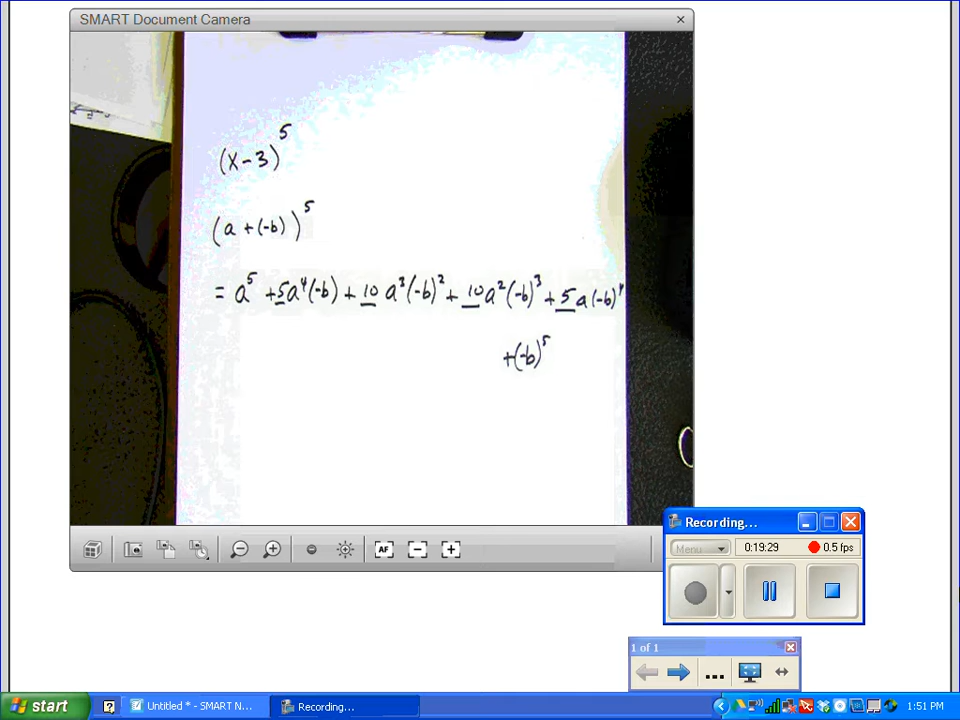 SMART Document Camera
(x-3)^5
(a +(-b))^5
= a^5 + 5a^4(-b) + 10 a^3(-b)^2 + 10a^2(-b)^3 + 5a(-b)^4
+(-b)^5
AF
Recording...
Menu
0:19:29
0.5 fps
1 of 1
...
start
?
Untitled * - SMART N...
Recording...
1:51 PM